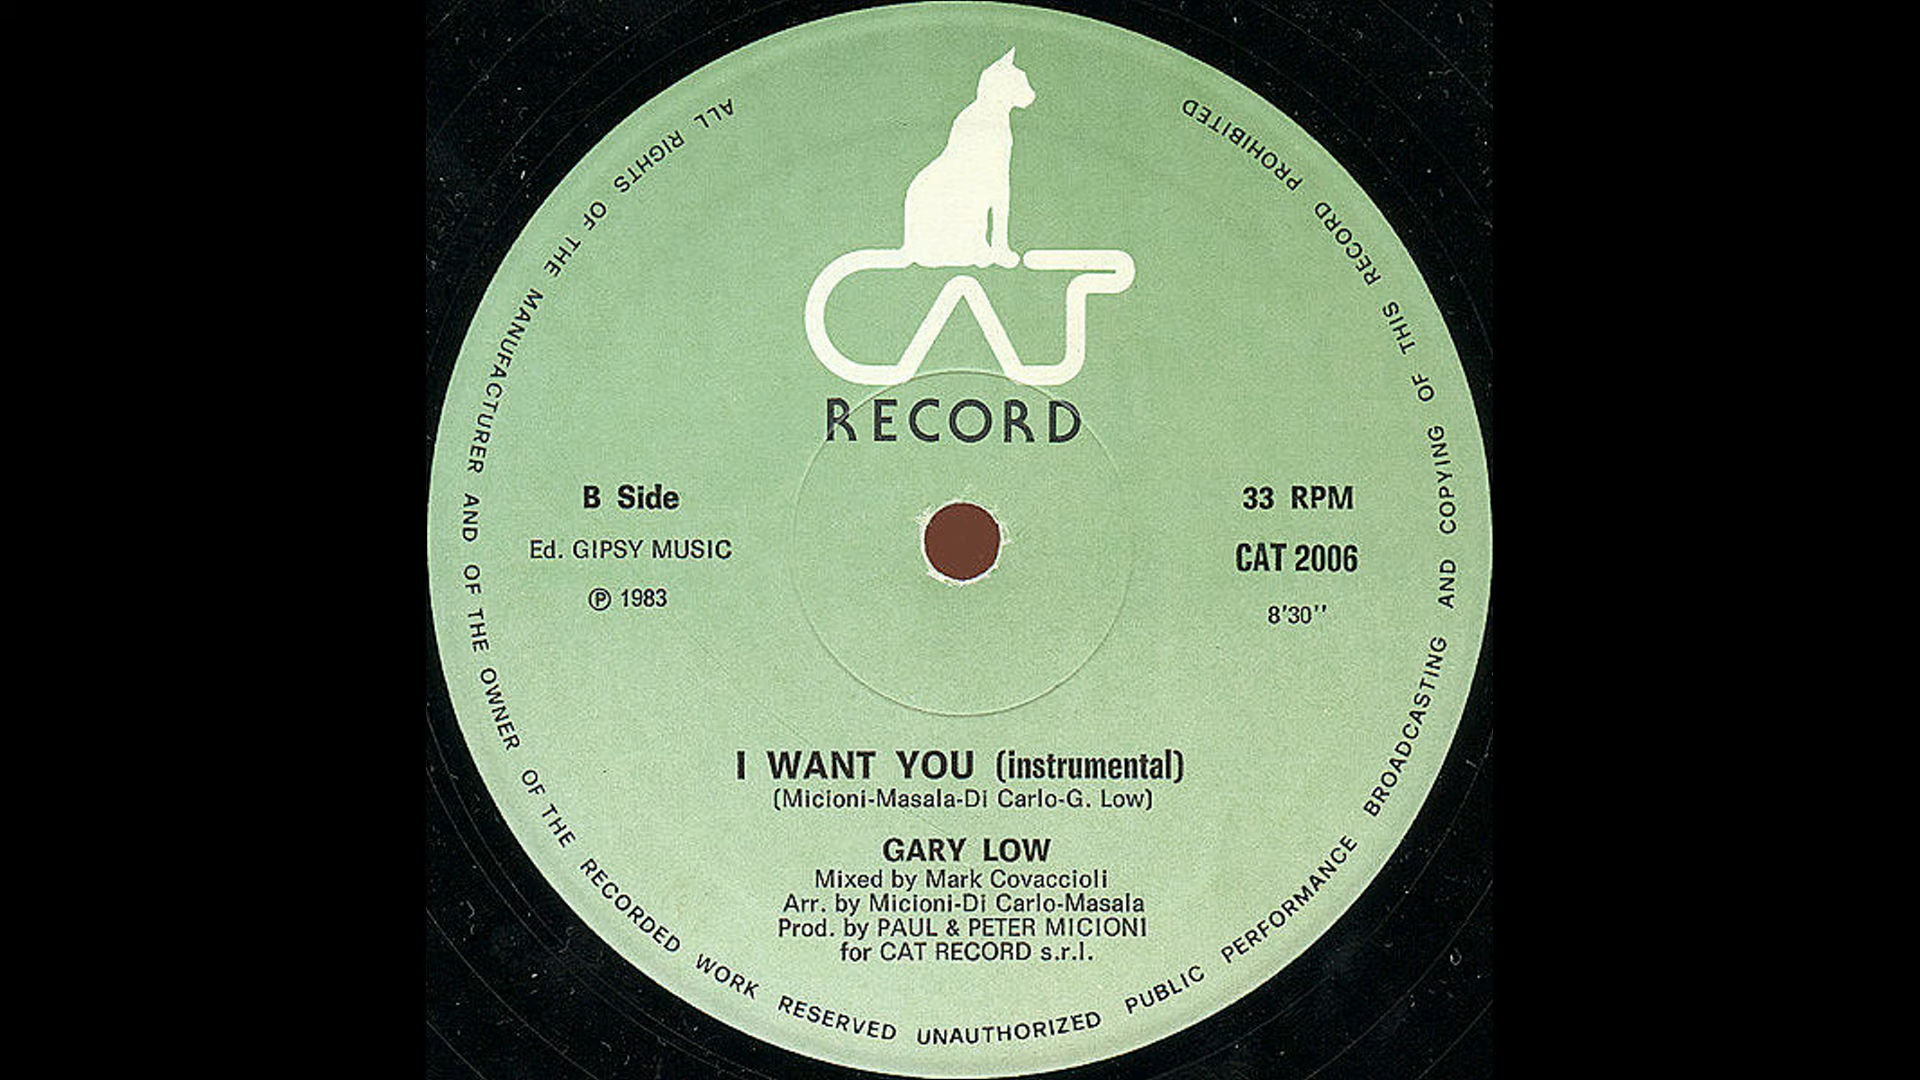 CAT
RECORD
B Side
Ed. GIPSY MUSIC
℗ 1983
33 RPM
CAT 2006
8'30''
I WANT YOU (instrumental)
(Micioni-Masala-Di Carlo-G. Low)
GARY LOW
Mixed by Mark Covaccioli
Arr. by Micioni-Di Carlo-Masala
Prod. by PAUL & PETER MICIONI
for CAT RECORD s.r.l.
ALL RIGHTS OF THE MANUFACTURER AND OF THE OWNER OF THE RECORDED WORK RESERVED UNAUTHORIZED PUBLIC PERFORMANCE BROADCASTING AND COPYING OF THIS RECORD PROHIBITED